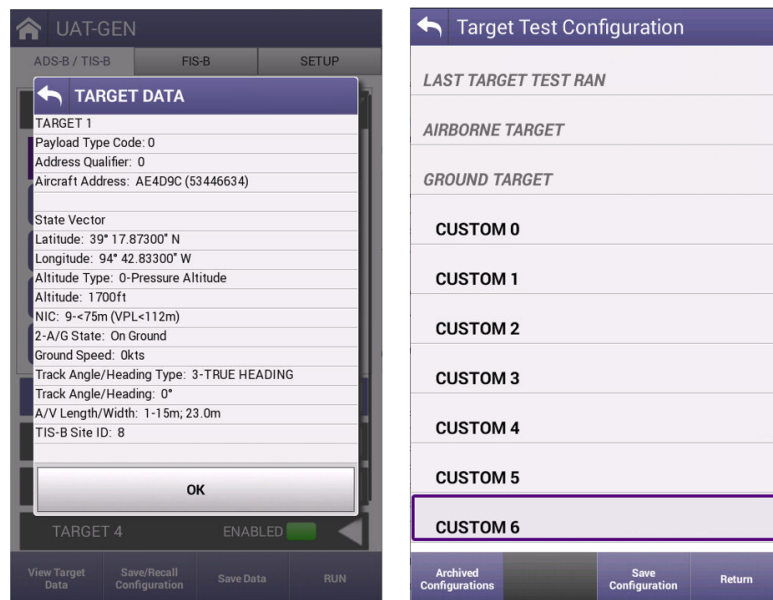 UAT-GEN
ADS-B / TIS-B FIS-B SETUP
TARGET DATA
TARGET 1
Payload Type Code: 0
Address Qualifier: 0
Aircraft Address: AE4D9C (53446634)
State Vector
Latitude: 39° 17.87300" N
Longitude: 94° 42.83300" W
Altitude Type: 0-Pressure Altitude
Altitude: 1700ft
NIC: 9-<75m (VPL<112m)
2-A/G State: On Ground
Ground Speed: 0kts
Track Angle/Heading Type: 3-TRUE HEADING
Track Angle/Heading: 0°
A/V Length/Width: 1-15m; 23.0m
TIS-B Site ID: 8
OK
TARGET 4 ENABLED
View Target Data Save/Recall Configuration Save Data RUN
Target Test Configuration
LAST TARGET TEST RAN
AIRBORNE TARGET
GROUND TARGET
CUSTOM 0
CUSTOM 1
CUSTOM 2
CUSTOM 3
CUSTOM 4
CUSTOM 5
CUSTOM 6
Archived Configurations Save Configuration Return